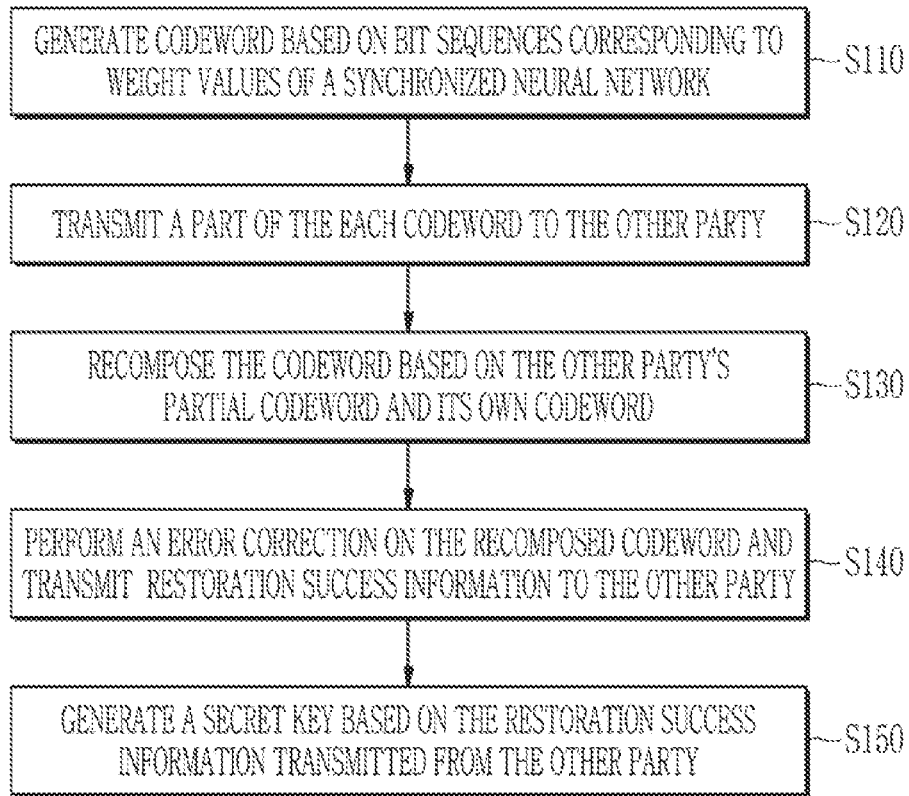 GENERATE CODEWORD BASED ON BIT SEQUENCES CORRESPONDING TO
WEIGHT VALUES OF A SYNCHRONIZED NEURAL NETWORK
S110
TRANSMIT A PART OF THE EACH CODEWORD TO THE OTHER PARTY
S120
RECOMPOSE THE CODEWORD BASED ON THE OTHER PARTY'S
PARTIAL CODEWORD AND IT'S OWN CODEWORD
S130
PERFORM AN ERROR CORRECTION ON THE RECOMPOSED CODEWORD AND
TRANSMIT RESTORATION SUCCESS INFORMATION TO THE OTHER PARTY
S140
GENERATE A SECRET KEY BASED ON THE RESTORATION SUCCESS
INFORMATION TRANSMITTED FROM THE OTHER PARTY
S150